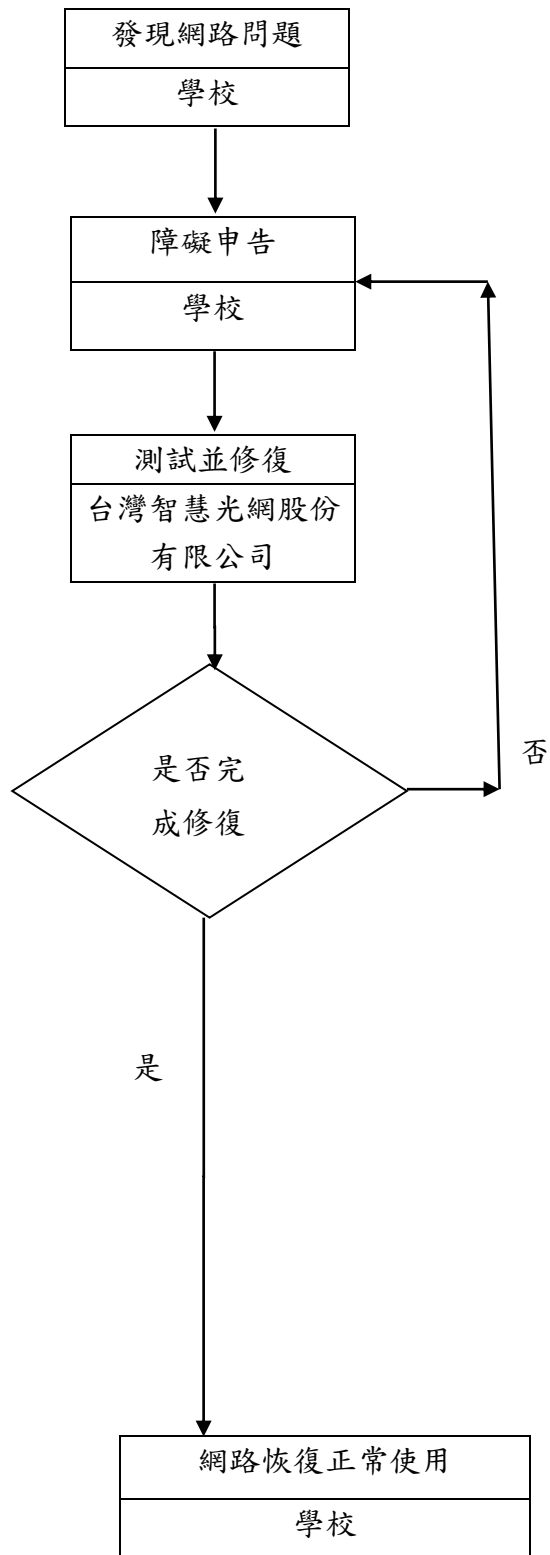 發現網路問題
學校
障礙申告
學校
測試並修復
台灣智慧光網股份
有限公司
是否完
成修復
否
是
網路恢復正常使用
學校